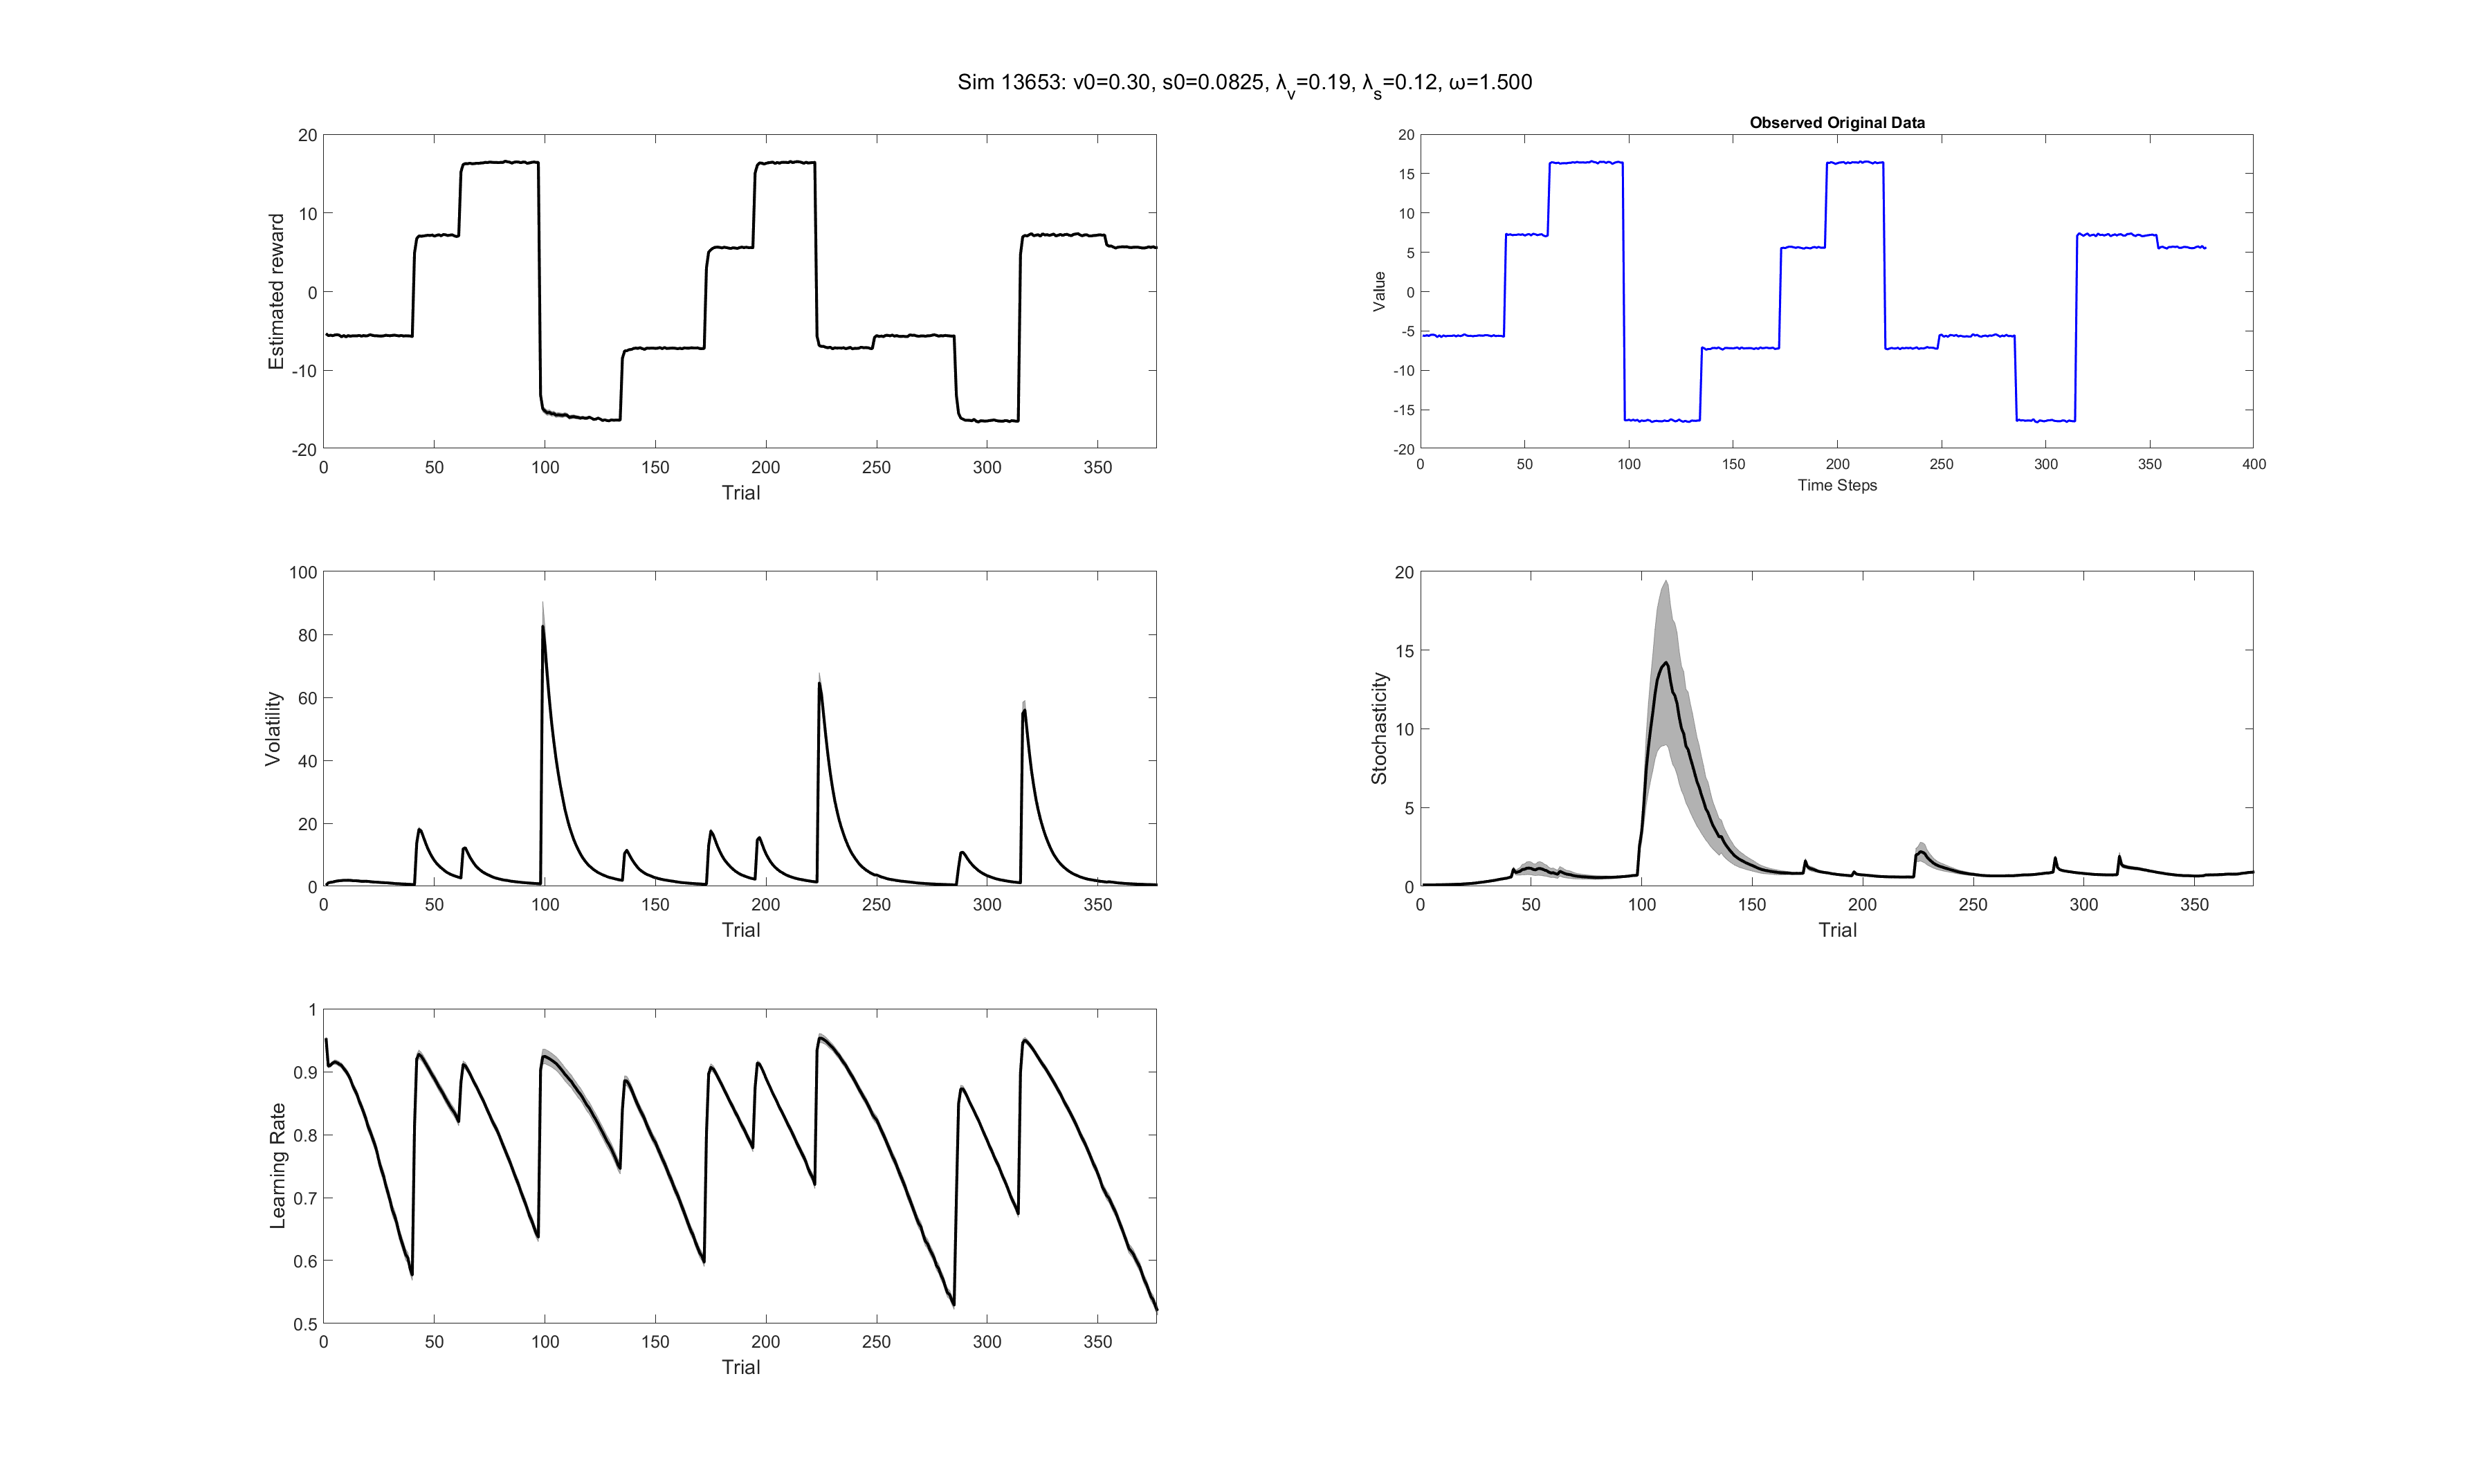 Sim 13653: v0=0.30, s0=0.0825, λv=0.19, λs=0.12, ω=1.500
20
10
0
-10
-20
Estimated reward
0 50 100 150 200 250 300 350
Trial
Observed Original Data
20
15
10
5
0
-5
-10
-15
-20
Value
0 50 100 150 200 250 300 350 400
Time Steps
100
80
60
40
20
0
Volatility
0 50 100 150 200 250 300 350
Trial
20
15
10
5
0
Stochasticity
0 50 100 150 200 250 300 350
Trial
1
0.9
0.8
0.7
0.6
0.5
Learning Rate
0 50 100 150 200 250 300 350
Trial